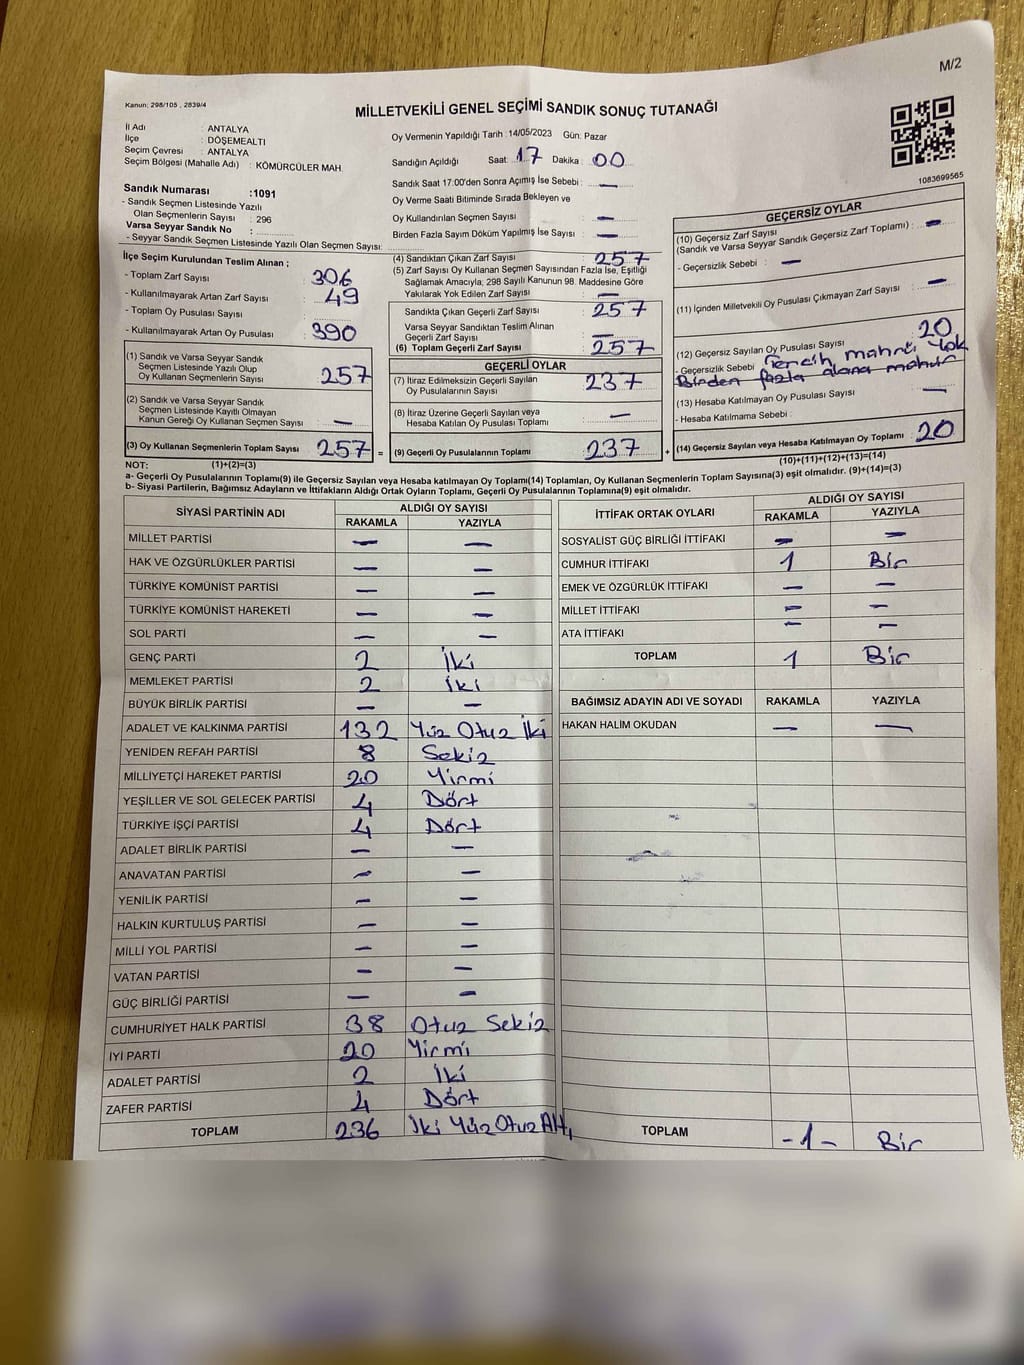 M/2
Kanun: 298/105 , 2839/4
MİLLETVEKİLİ GENEL SEÇİMİ SANDIK SONUÇ TUTANAĞI
1083699565
İl Adı : ANTALYA
İlçe : DÖŞEMEALTI
Seçim Çevresi : ANTALYA
Seçim Bölgesi (Mahalle Adı) : KÖMÜRCÜLER MAH.
Sandık Numarası :1091
- Sandık Seçmen Listesinde Yazılı
Olan Seçmenlerin Sayısı : 296
Varsa Seyyar Sandık No :
- Seyyar Sandık Seçmen Listesinde Yazılı Olan Seçmen Sayısı:
Oy Vermenin Yapıldığı Tarih :14/05/2023 Gün: Pazar
Sandığın Açıldığı Saat 17 Dakika : 00
Sandık Saat 17:00'den Sonra Açımış İse Sebebi : —
Oy Verme Saati Bitiminde Sırada Bekleyen ve
Oy Kullandırılan Seçmen Sayısı : —
Birden Fazla Sayım Döküm Yapılmış İse Sayısı : —
İlçe Seçim Kurulundan Teslim Alınan ;
- Toplam Zarf Sayısı : 306
- Kullanılmayarak Artan Zarf Sayısı : 49
- Toplam Oy Pusulası Sayısı :
- Kullanılmayarak Artan Oy Pusulası : 390
(1) Sandık ve Varsa Seyyar Sandık
Seçmen Listesinde Yazılı Olup
Oy Kullanan Seçmenlerin Sayısı : 257
(2) Sandık ve Varsa Seyyar Sandık
Seçmen Listesinde Kayıtlı Olmayan
Kanun Gereği Oy Kullanan Seçmen Sayısı : —
(3) Oy Kullanan Seçmenlerin Toplam Sayısı : 257 =
(4) Sandıktan Çıkan Zarf Sayısı : 257
(5) Zarf Sayısı Oy Kullanan Seçmen Sayısından Fazla İse, Eşitliği
Sağlamak Amacıyla, 298 Sayılı Kanunun 98. Maddesine Göre
Yakılarak Yok Edilen Zarf Sayısı : —
Sandıkta Çıkan Geçerli Zarf Sayısı : 257
Varsa Seyyar Sandıktan Teslim Alınan
Geçerli Zarf Sayısı : —
(6) Toplam Geçerli Zarf Sayısı : 257
GEÇERLİ OYLAR
(7) İtiraz Edilmeksizin Geçerli Sayılan
Oy Pusulalarının Sayısı : 237
(8) İtiraz Üzerine Geçerli Sayılan veya
Hesaba Katılan Oy Pusulası Toplamı : —
(9) Geçerli Oy Pusulalarının Toplamı : 237 +
GEÇERSİZ OYLAR
(10) Geçersiz Zarf Sayısı
(Sandık ve Varsa Seyyar Sandık Geçersiz Zarf Toplamı) : —
- Geçersizlik Sebebi : —
(11) İçinden Milletvekili Oy Pusulası Çıkmayan Zarf Sayısı : —
(12) Geçersiz Sayılan Oy Pusulası Sayısı : 20
- Geçersizlik Sebebi : Tercih mahrü Yok
Binden fazla alana mahur
(13) Hesaba Katılmayan Oy Pusulası Sayısı : —
- Hesaba Katılmama Sebebi :
(14) Geçersiz Sayılan veya Hesaba Katılmayan Oy Toplamı : 20
NOT: (1)+(2)=(3)
(10)+(11)+(12)+(13)=(14)
a- Geçerli Oy Pusulalarının Toplamı(9) ile Geçersiz Sayılan veya Hesaba katılmayan Oy Toplamı(14) Toplamları, Oy Kullanan Seçmenlerin Toplam Sayısına(3) eşit olmalıdır. (9)+(14)=(3)
b- Siyasi Partilerin, Bağımsız Adayların ve İttifakların Aldığı Ortak Oyların Toplamı, Geçerli Oy Pusulalarının Toplamına(9) eşit olmalıdır.
SİYASİ PARTİNİN ADI ALDIĞI OY SAYISI
RAKAMLA YAZIYLA
MİLLET PARTİSİ — —
HAK VE ÖZGÜRLÜKLER PARTİSİ — —
TÜRKİYE KOMÜNİST PARTİSİ — —
TÜRKİYE KOMÜNİST HAREKETİ — —
SOL PARTİ — —
GENÇ PARTİ 2 İki
MEMLEKET PARTİSİ 2 İki
BÜYÜK BİRLİK PARTİSİ — —
ADALET VE KALKINMA PARTİSİ 132 Yüz Otuz İki
YENİDEN REFAH PARTİSİ 8 Sekiz
MİLLİYETÇİ HAREKET PARTİSİ 20 Yirmi
YEŞİLLER VE SOL GELECEK PARTİSİ 4 Dört
TÜRKİYE İŞÇİ PARTİSİ 4 Dört
ADALET BİRLİK PARTİSİ — —
ANAVATAN PARTİSİ — —
YENİLİK PARTİSİ — —
HALKIN KURTULUŞ PARTİSİ — —
MİLLİ YOL PARTİSİ — —
VATAN PARTİSİ — —
GÜÇ BİRLİĞİ PARTİSİ — —
CUMHURİYET HALK PARTİSİ 38 Otuz Sekiz
İYİ PARTİ 20 Yirmi
ADALET PARTİSİ 2 İki
ZAFER PARTİSİ 4 Dört
TOPLAM 236 İki Yüz Otuz Altı
İTTİFAK ORTAK OYLARI ALDIĞI OY SAYISI
RAKAMLA YAZIYLA
SOSYALİST GÜÇ BİRLİĞİ İTTİFAKI — —
CUMHUR İTTİFAKI 1 Bir
EMEK VE ÖZGÜRLÜK İTTİFAKI — —
MİLLET İTTİFAKI — —
ATA İTTİFAKI — —
TOPLAM 1 Bir
BAĞIMSIZ ADAYIN ADI VE SOYADI RAKAMLA YAZIYLA
HAKAN HALİM OKUDAN — —
TOPLAM -1- Bir